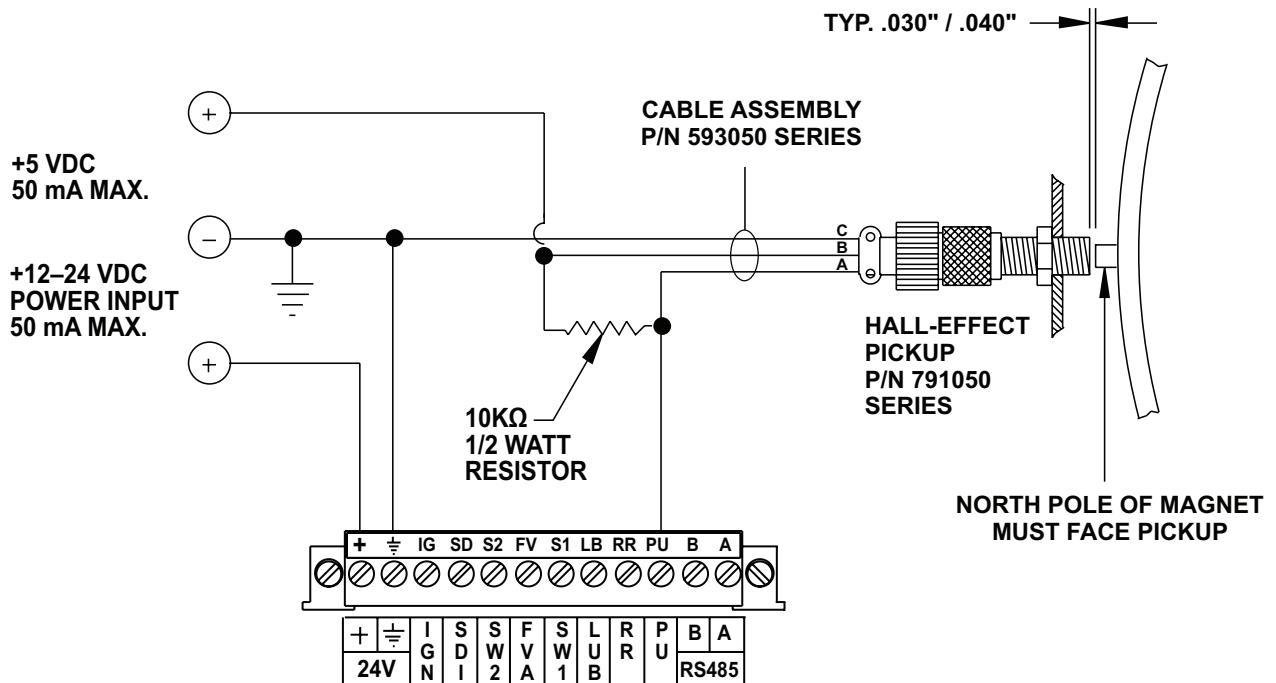 TYP. .030" / .040"
CABLE ASSEMBLY
P/N 593050 SERIES
+
+5 VDC
50 mA MAX.
−
+12–24 VDC
POWER INPUT
50 mA MAX.
+
C
B
A
HALL-EFFECT
PICKUP
P/N 791050
SERIES
10KΩ
1/2 WATT
RESISTOR
NORTH POLE OF MAGNET
MUST FACE PICKUP
+ ⏚ IG SD S2 FV S1 LB RR PU B A
+ ⏚ IGN SDI SW2 FVA SW1 LUB RR PU B A
24V RS485